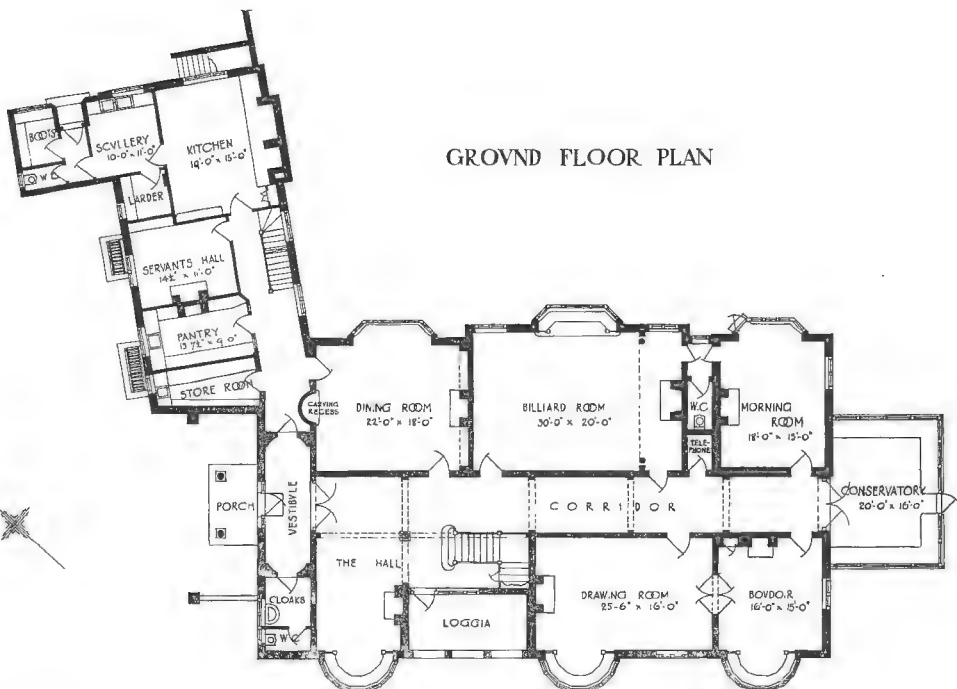 GROVND FLOOR PLAN
BOOTS
SCVLLERY
10'-0" x 11'-0"
KITCHEN
19'-0" x 15'-0"
W C
LARDER
SERVANTS HALL
14½" x 11'-0"
PANTRY
13'7½" x 9'-0"
STORE ROOM
CARVING
RECESS
DINING ROOM
22'-0" x 18'-0"
BILLIARD ROOM
30'-0" x 20'-0"
W.C
TELE-
PHONE
MORNING
ROOM
18'-0" x 15'-0"
CONSERVATORY
20'-0" x 16'-0"
PORCH
VESTIBVLE
CORRIDOR
THE HALL
CLOAKS
W C
LOGGIA
DRAWING ROOM
25'-6" x 16'-0"
BOVDOIR
16'-0" x 15'-0"